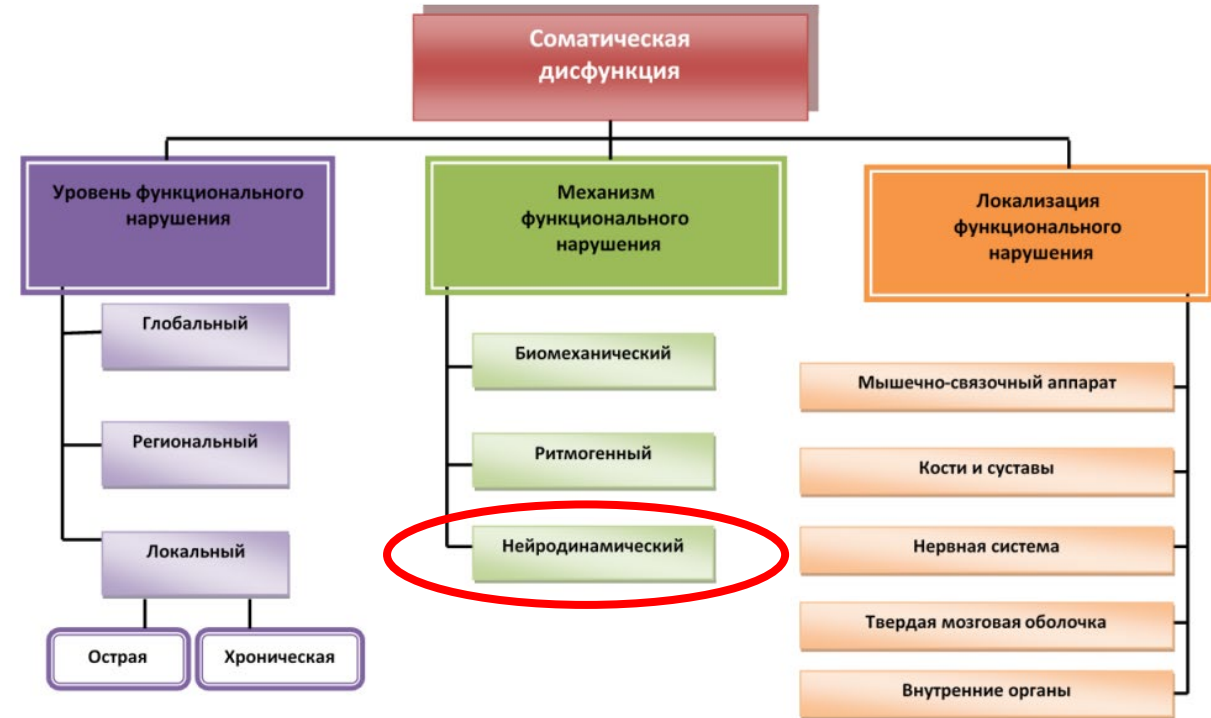 Соматическая
дисфункция
Уровень функционального
нарушения
Глобальный
Региональный
Локальный
Острая
Хроническая
Механизм
функционального
нарушения
Биомеханический
Ритмогенный
Нейродинамический
Локализация
функционального
нарушения
Мышечно-связочный аппарат
Кости и суставы
Нервная система
Твердая мозговая оболочка
Внутренние органы